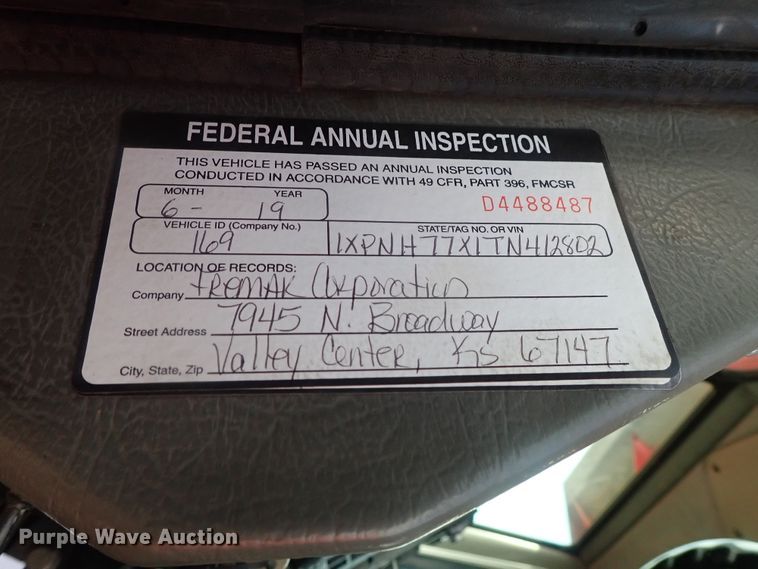 FEDERAL ANNUAL INSPECTION
THIS VEHICLE HAS PASSED AN ANNUAL INSPECTION
CONDUCTED IN ACCORDANCE WITH 49 CFR, PART 396, FMCSR
MONTH YEAR
6- 19
D4488487
VEHICLE ID (Company No.)
169
STATE/TAG NO. OR VIN
1XPNH77X1TN412802
LOCATION OF RECORDS:
Company tremAK Corporation
Street Address 7945 N. Broadway
City, State, Zip Valley Center, Ks 67147
Purple Wave Auction